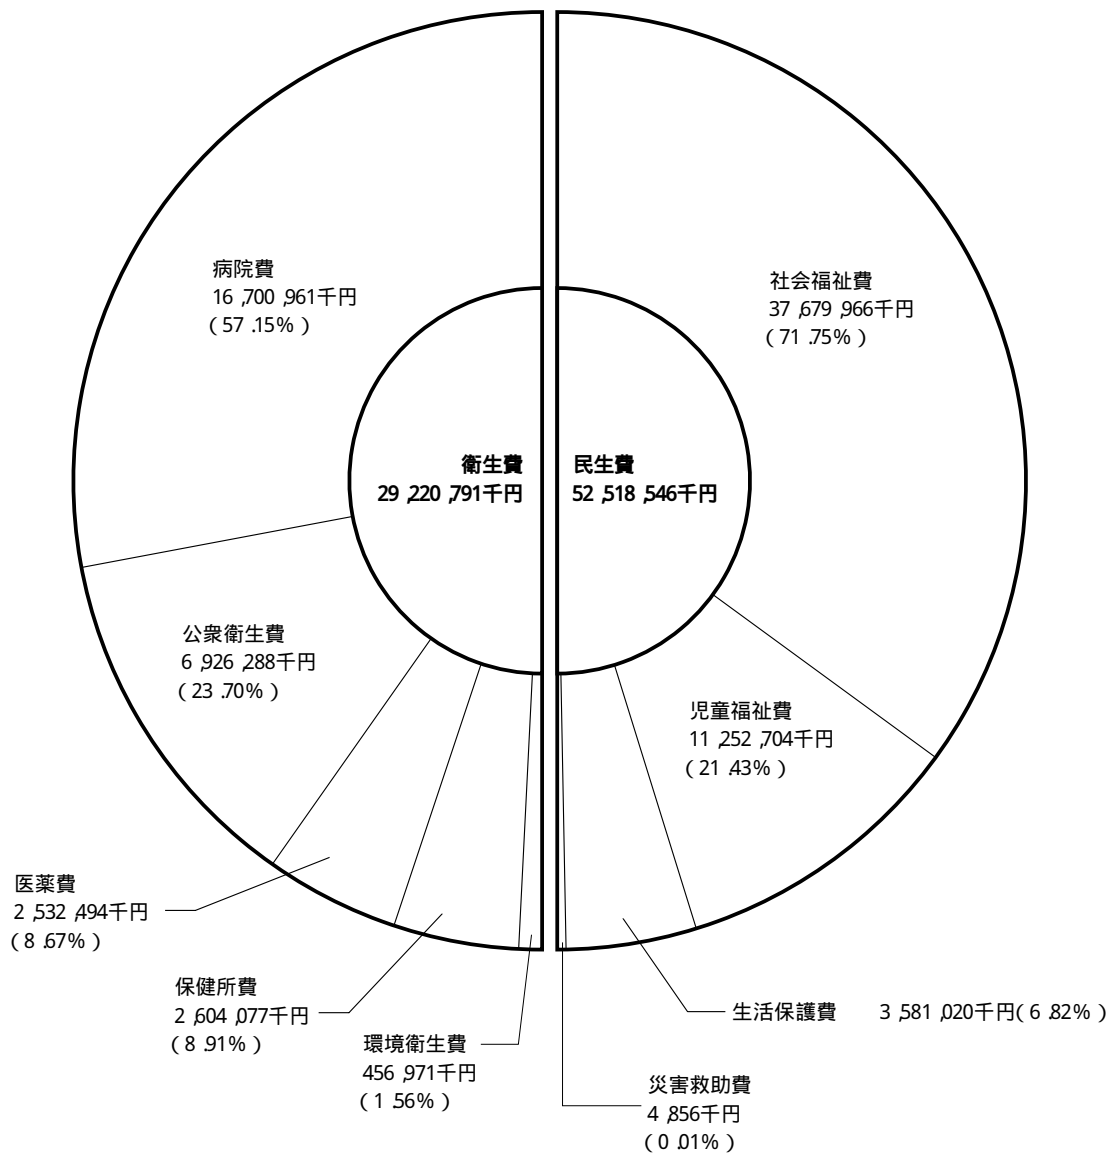 病院費
16,700,961千円
(57.15%)
社会福祉費
37,679,966千円
(71.75%)
衛生費
29,220,791千円
民生費
52,518,546千円
公衆衛生費
6,926,288千円
(23.70%)
児童福祉費
11,252,704千円
(21.43%)
医薬費
2,532,494千円
(8.67%)
保健所費
2,604,077千円
(8.91%)
環境衛生費
456,971千円
(1.56%)
生活保護費 3,581,020千円(6.82%)
災害救助費
4,856千円
(0.01%)